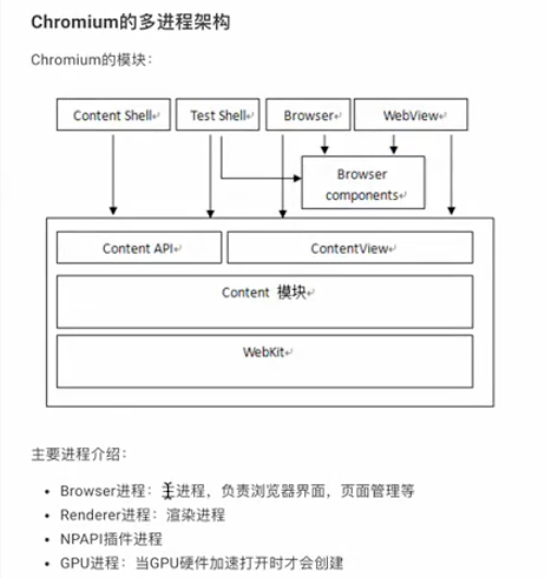 Chromium的多进程架构
Chromium的模块：
Content Shell Test Shell Browser WebView
Browser
components
Content API ContentView
Content 模块
WebKit
主要进程介绍：
• Browser进程：主进程，负责浏览器界面，页面管理等
• Renderer进程：渲染进程
• NPAPI插件进程
• GPU进程：当GPU硬件加速打开时才会创建